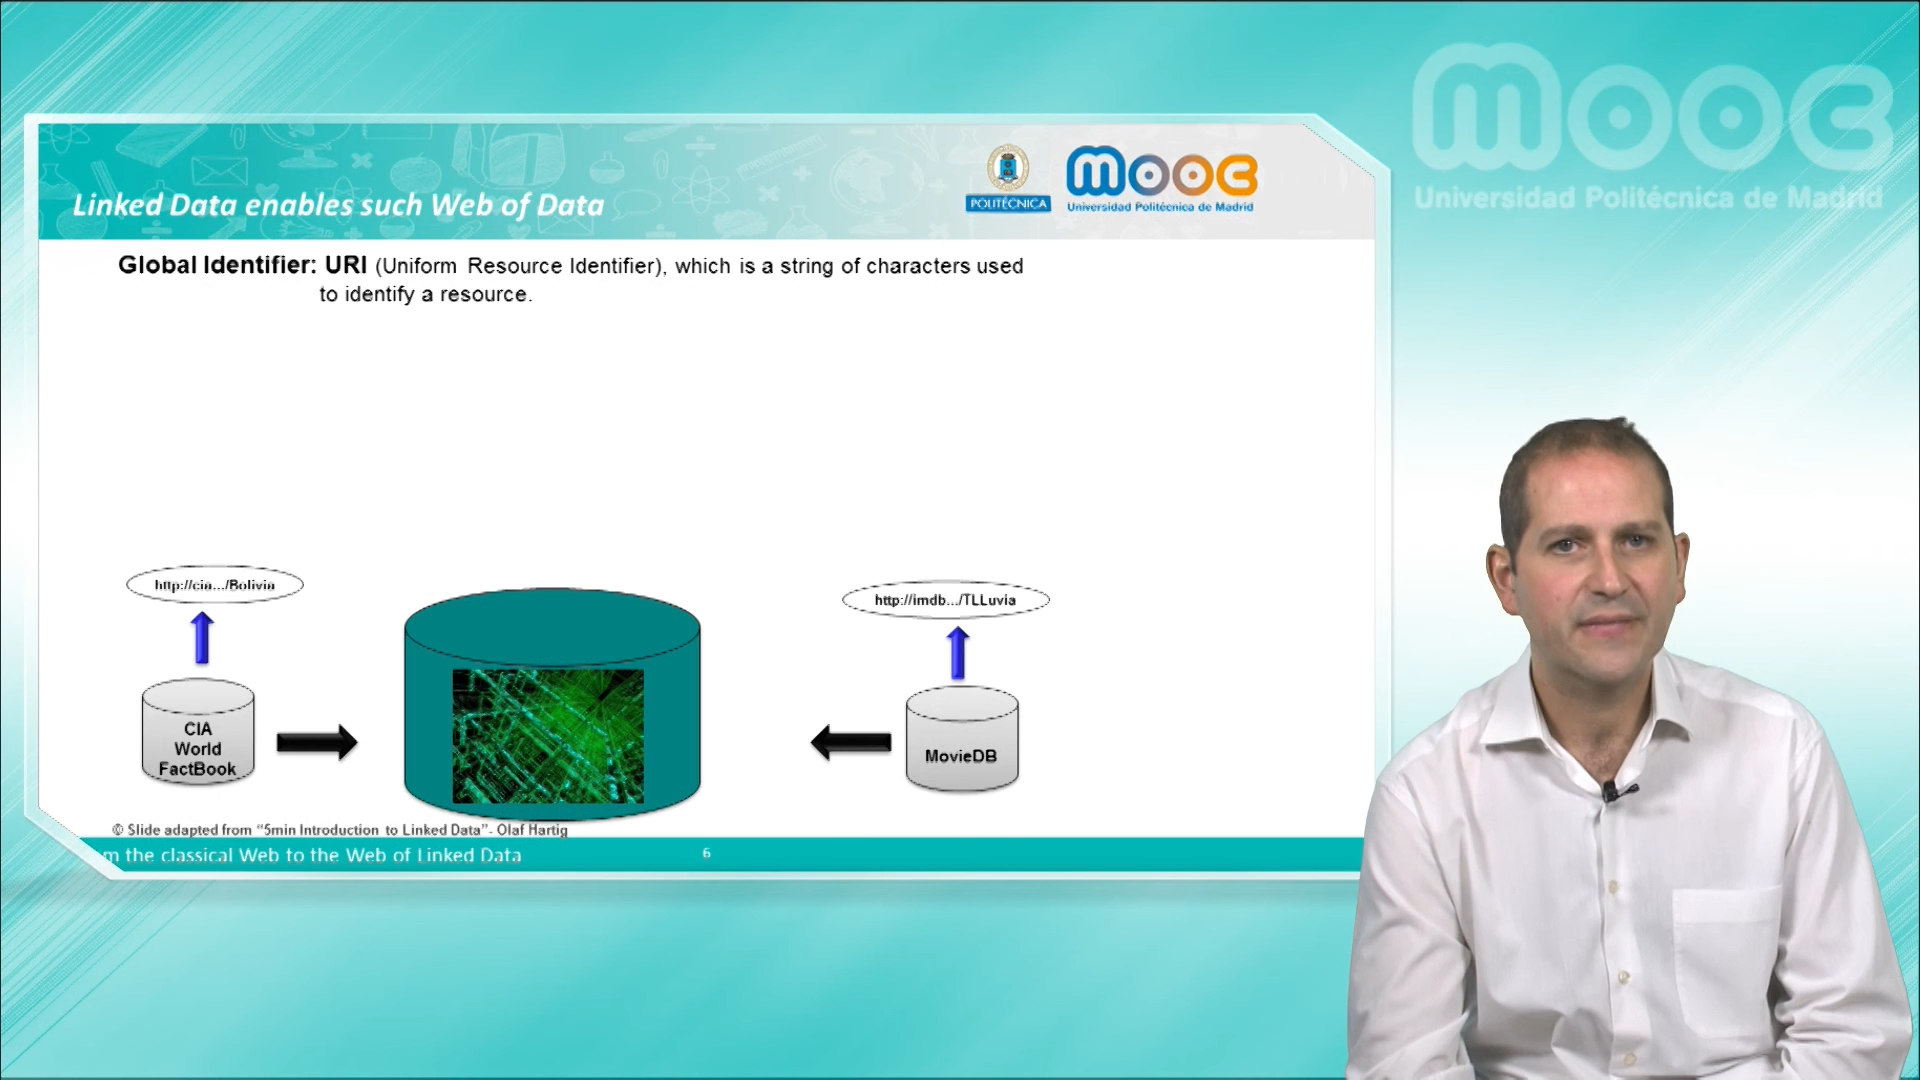 mooc
Universidad Politécnica de Madrid
Linked Data enables such Web of Data
POLITÉCNICA
mooc
Universidad Politécnica de Madrid
Global Identifier: URI (Uniform Resource Identifier), which is a string of characters used
to identify a resource.
http://cia.../Bolivia
http://imdb.../TLLuvia
CIA
World
FactBook
MovieDB
© Slide adapted from “5min Introduction to Linked Data”- Olaf Hartig
m the classical Web to the Web of Linked Data
6